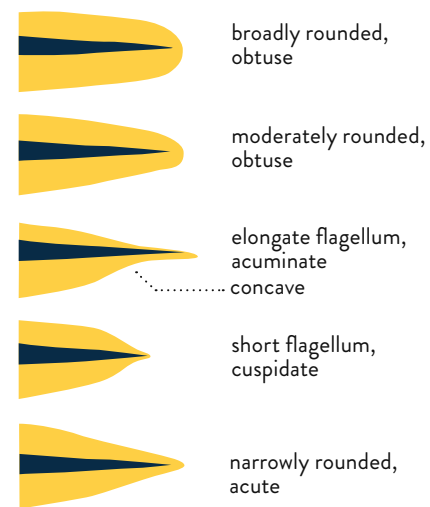 broadly rounded,
obtuse
moderately rounded,
obtuse
elongate flagellum,
acuminate
concave
short flagellum,
cuspidate
narrowly rounded,
acute